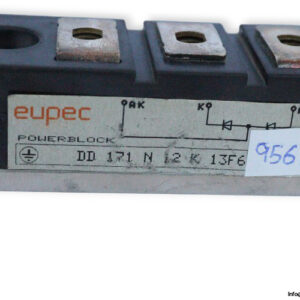 eupec
AK K A
POWERBLOCK
DD 171 N 12 K 13F6
956